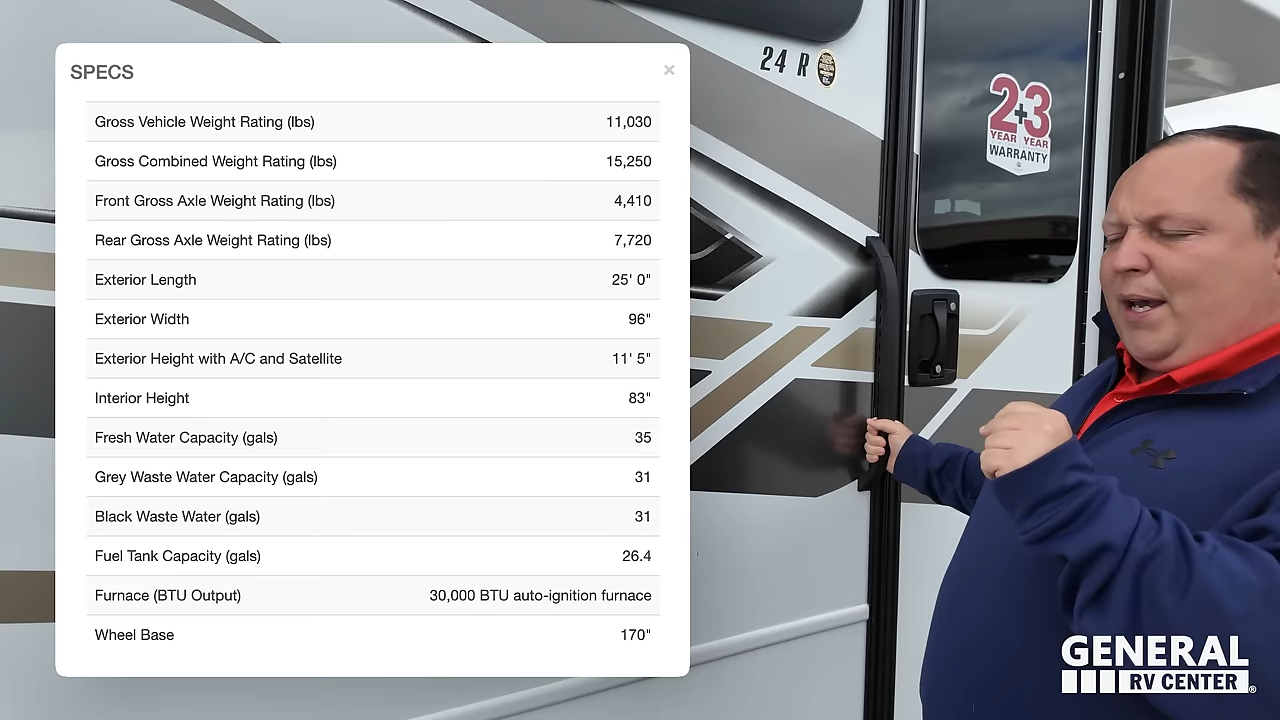 SPECS ×
Gross Vehicle Weight Rating (lbs) 11,030
Gross Combined Weight Rating (lbs) 15,250
Front Gross Axle Weight Rating (lbs) 4,410
Rear Gross Axle Weight Rating (lbs) 7,720
Exterior Length 25' 0"
Exterior Width 96"
Exterior Height with A/C and Satellite 11' 5"
Interior Height 83"
Fresh Water Capacity (gals) 35
Grey Waste Water Capacity (gals) 31
Black Waste Water (gals) 31
Fuel Tank Capacity (gals) 26.4
Furnace (BTU Output) 30,000 BTU auto-ignition furnace
Wheel Base 170"
24 R
2+3
YEAR YEAR
WARRANTY
GENERAL
RV CENTER®